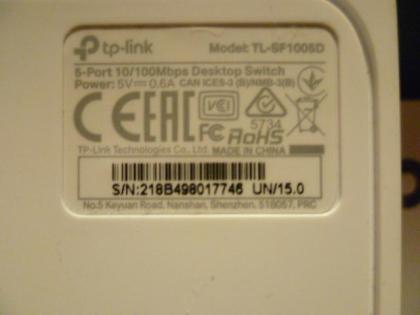 tp-link Model: TL-SF1005D
5-Port 10/100Mbps Desktop Switch
Power: 5V⎓0.6A CAN ICES-3 (B)/NMB-3(B)
CE EAC VCCI 5734
FC RoHS
TP-Link Technologies Co., Ltd. MADE IN CHINA
S/N:218B498017746 UN/15.0
No.5 Keyuan Road, Nanshan, Shenzhen, 518057, PRC